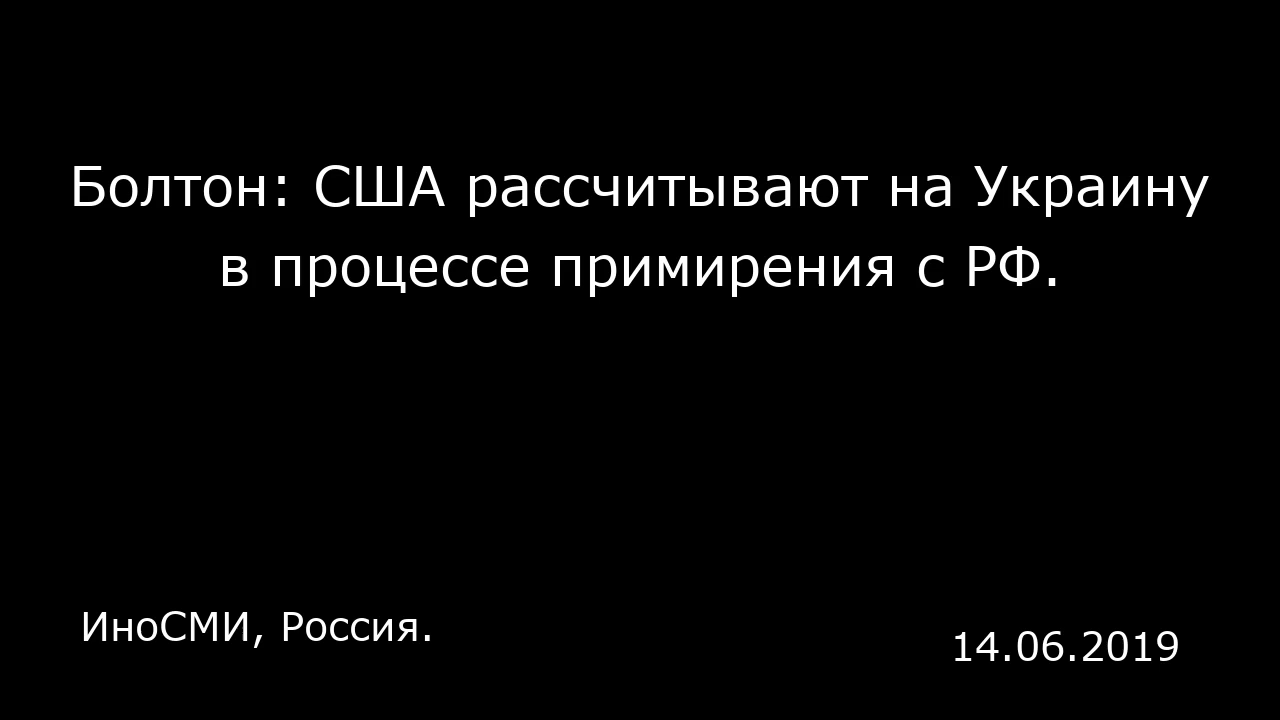 Болтон: США рассчитывают на Украину
в процессе примирения с РФ.
ИноСМИ, Россия.
14.06.2019